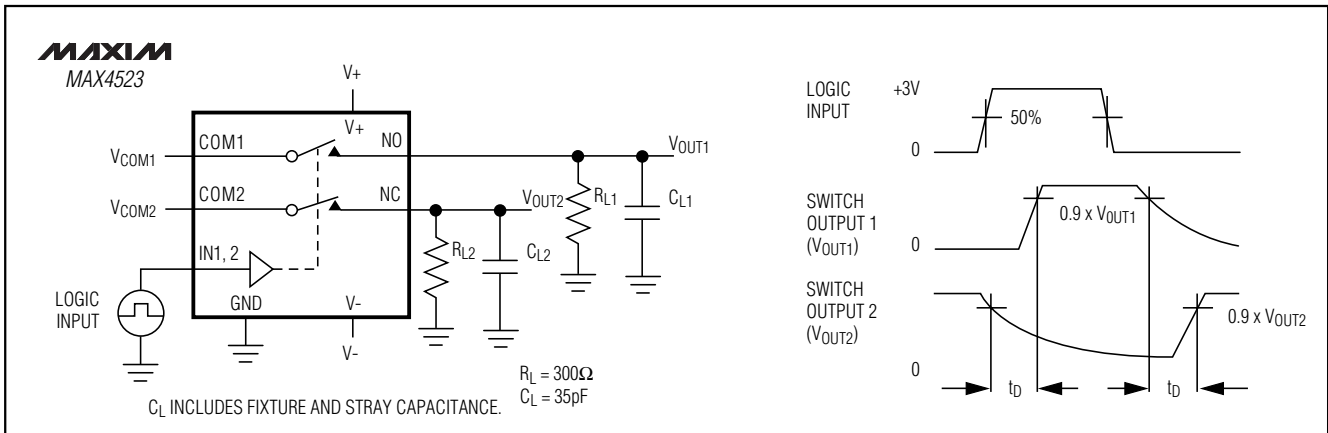 MAXIM
MAX4523
V+
V+
COM1
NO
VCOM1
VOUT1
COM2
NC
VCOM2
VOUT2
RL1
CL1
IN1, 2
RL2
CL2
LOGIC
INPUT
GND
V-
V-
RL = 300Ω
CL = 35pF
CL INCLUDES FIXTURE AND STRAY CAPACITANCE.
LOGIC
INPUT
+3V
50%
0
SWITCH
OUTPUT 1
(VOUT1)
0.9 x VOUT1
0
SWITCH
OUTPUT 2
(VOUT2)
0.9 x VOUT2
0
tD
tD